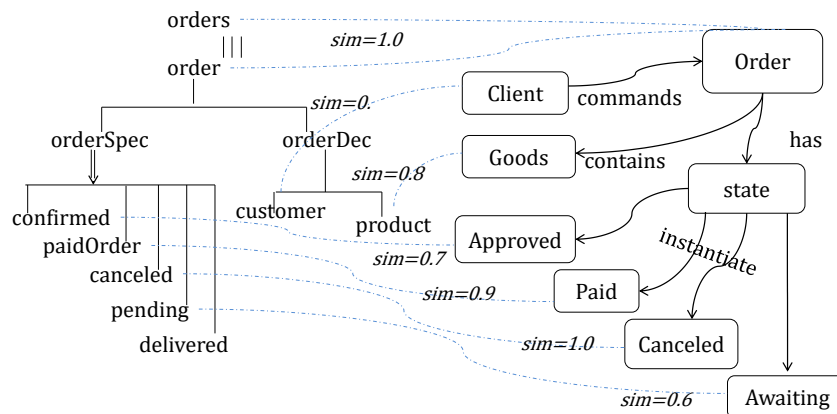 orders
sim=1.0
order
Order
sim=0.
Client
commands
orderSpec
orderDec
Goods
contains
has
sim=0.8
state
confirmed
customer
product
paidOrder
sim=0.7
Approved
instantiate
canceled
sim=0.9
Paid
pending
delivered
sim=1.0
Canceled
sim=0.6
Awaiting